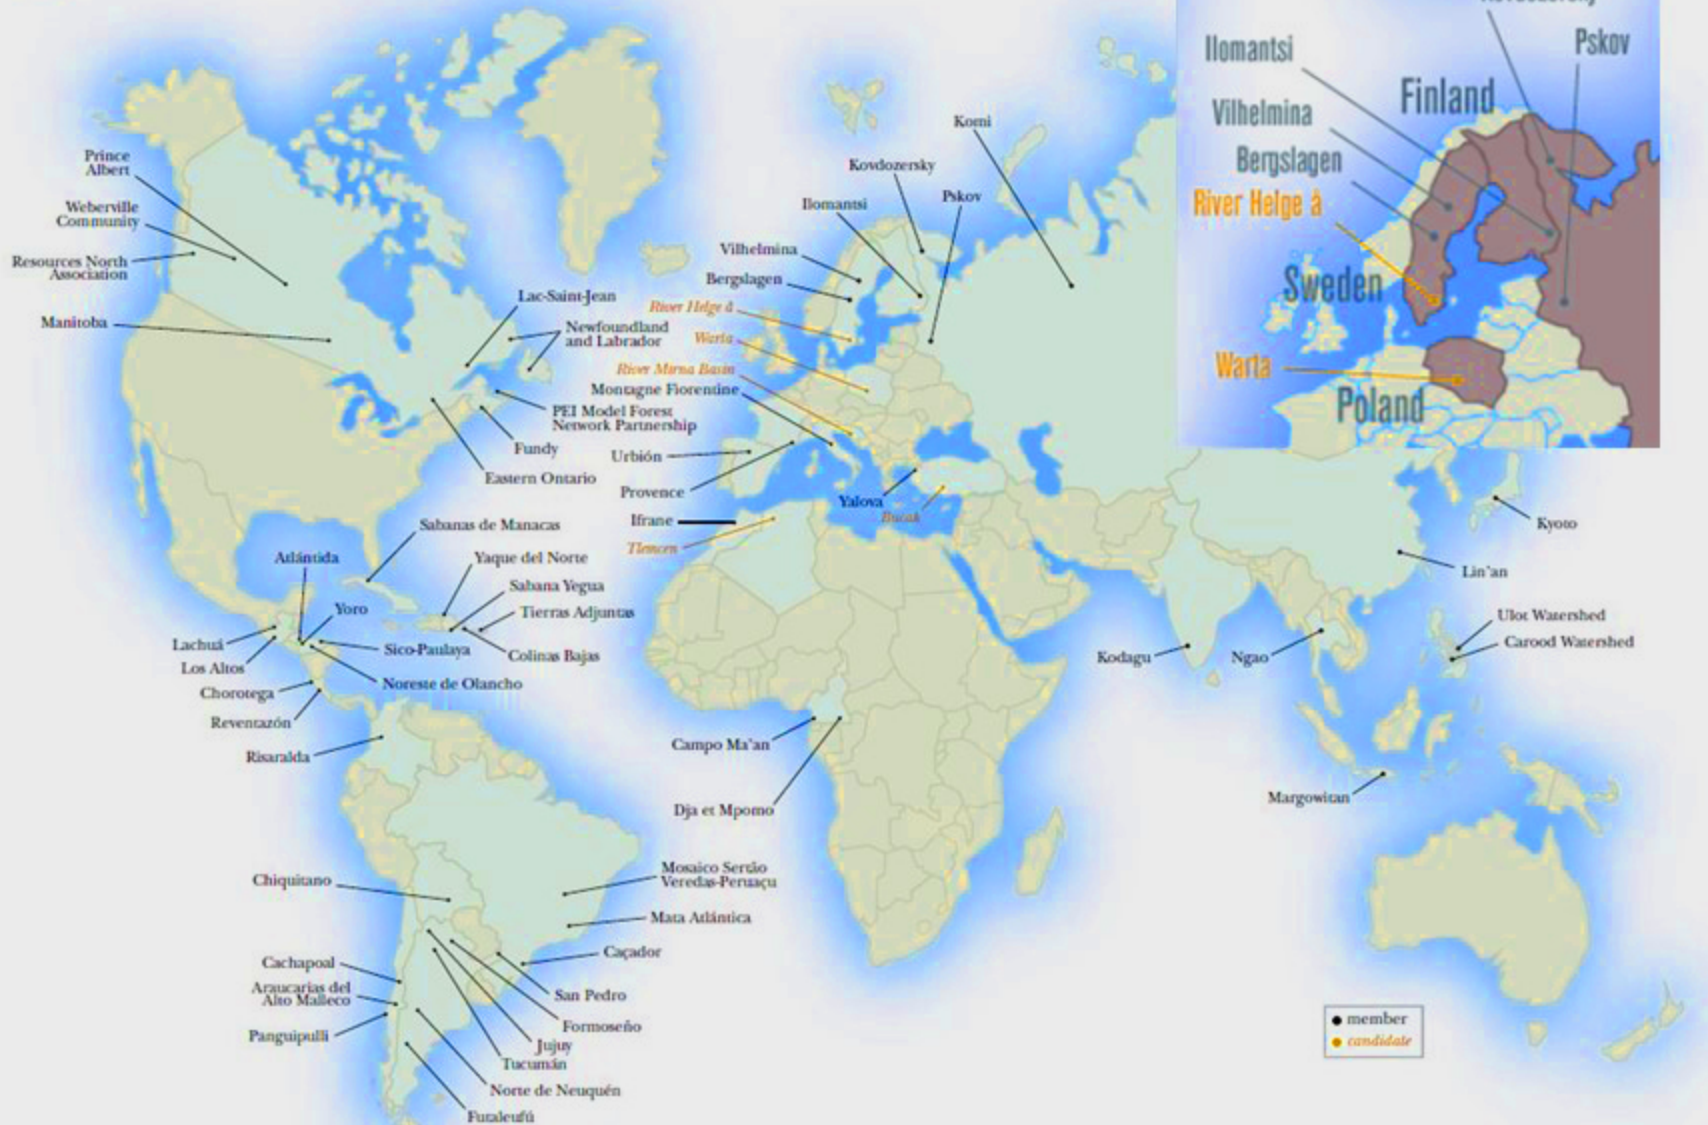 Ilomantsi
Pskov
Vilhelmina
Finland
Bergslagen
River Helge å
Sweden
Warta
Poland
Prince
Albert
Weberville
Community
Resources North
Association
Manitoba
Lac-Saint-Jean
Newfoundland
and Labrador
PEI Model Forest
Network Partnership
Fundy
Eastern Ontario
Komi
Kovdozersky
Pskov
Ilomantsi
Vilhelmina
Bergslagen
River Helge å
Warta
River Mirna Basin
Montagne Fiorentine
Urbión
Provence
Yalova
Bucak
Ifrane
Tlemcen
Sabanas de Manacas
Atlántida
Yaque del Norte
Sabana Yegua
Yoro
Tierras Adjuntas
Lachuá
Sico-Paulaya
Colinas Bajas
Los Altos
Noreste de Olancho
Chorotega
Reventazón
Risaralda
Campo Ma'an
Dja et Mpomo
Kyoto
Lin'an
Ulot Watershed
Carood Watershed
Kodagu
Ngao
Margowitan
Chiquitano
Mosaico Sertão
Veredas-Peruaçu
Mata Atlántica
Caçador
Cachapoal
Araucarias del
Alto Malleco
Panguipulli
San Pedro
Formoseño
Jujuy
Tucumán
Norte de Neuquén
Futaleufú
member
candidate